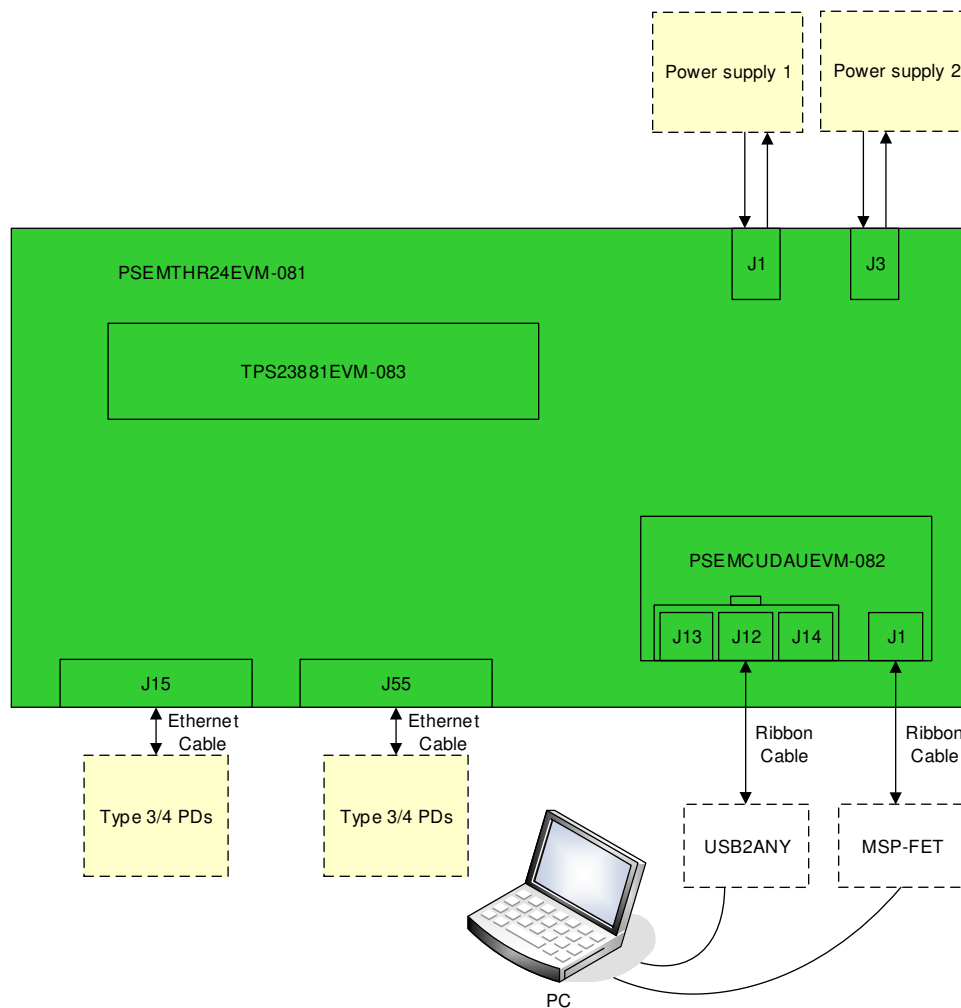 Power supply 1
Power supply 2
PSEMTHR24EVM-081
J1
J3
TPS23881EVM-083
PSEMCUDAUEVM-082
J13
J12
J14
J1
J15
J55
Ethernet
Cable
Ethernet
Cable
Ribbon
Cable
Ribbon
Cable
Type 3/4 PDs
Type 3/4 PDs
USB2ANY
MSP-FET
PC